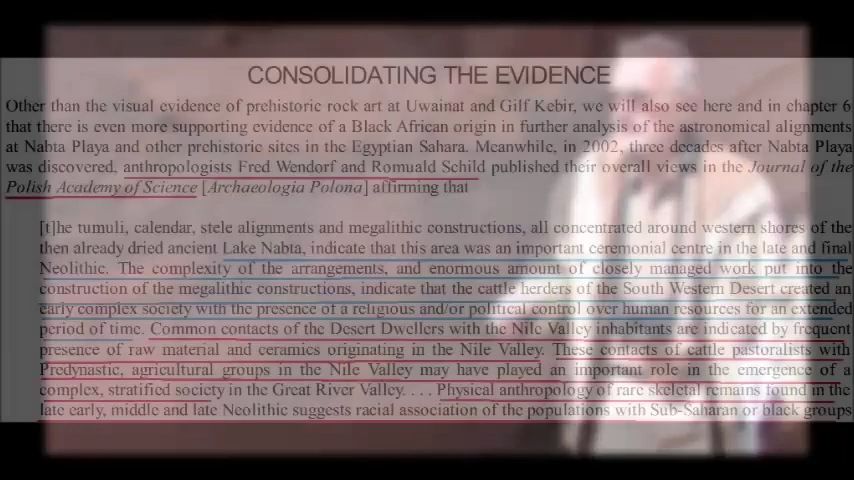 CONSOLIDATING THE EVIDENCE
Other than the visual evidence of prehistoric rock art at Uwainat and Gilf Kebir, we will also see here and in chapter 6
that there is even more supporting evidence of a Black African origin in further analysis of the astronomical alignments
at Nabta Playa and other prehistoric sites in the Egyptian Sahara. Meanwhile, in 2002, three decades after Nabta Playa
was discovered, anthropologists Fred Wendorf and Romuald Schild published their overall views in the Journal of the
Polish Academy of Science [Archaeologia Polona] affirming that
[t]he tumuli, calendar, stele alignments and megalithic constructions, all concentrated around western shores of the
then already dried ancient Lake Nabta, indicate that this area was an important ceremonial centre in the late and final
Neolithic. The complexity of the arrangements, and enormous amount of closely managed work put into the
construction of the megalithic constructions, indicate that the cattle herders of the South Western Desert created an
early complex society with the presence of a religious and/or political control over human resources for an extended
period of time. Common contacts of the Desert Dwellers with the Nile Valley inhabitants are indicated by frequent
presence of raw material and ceramics originating in the Nile Valley. These contacts of cattle pastoralists with
Predynastic, agricultural groups in the Nile Valley may have played an important role in the emergence of a
complex, stratified society in the Great River Valley. . . . Physical anthropology of rare skeletal remains found in the
late early, middle and late Neolithic suggests racial association of the populations with Sub-Saharan or black groups